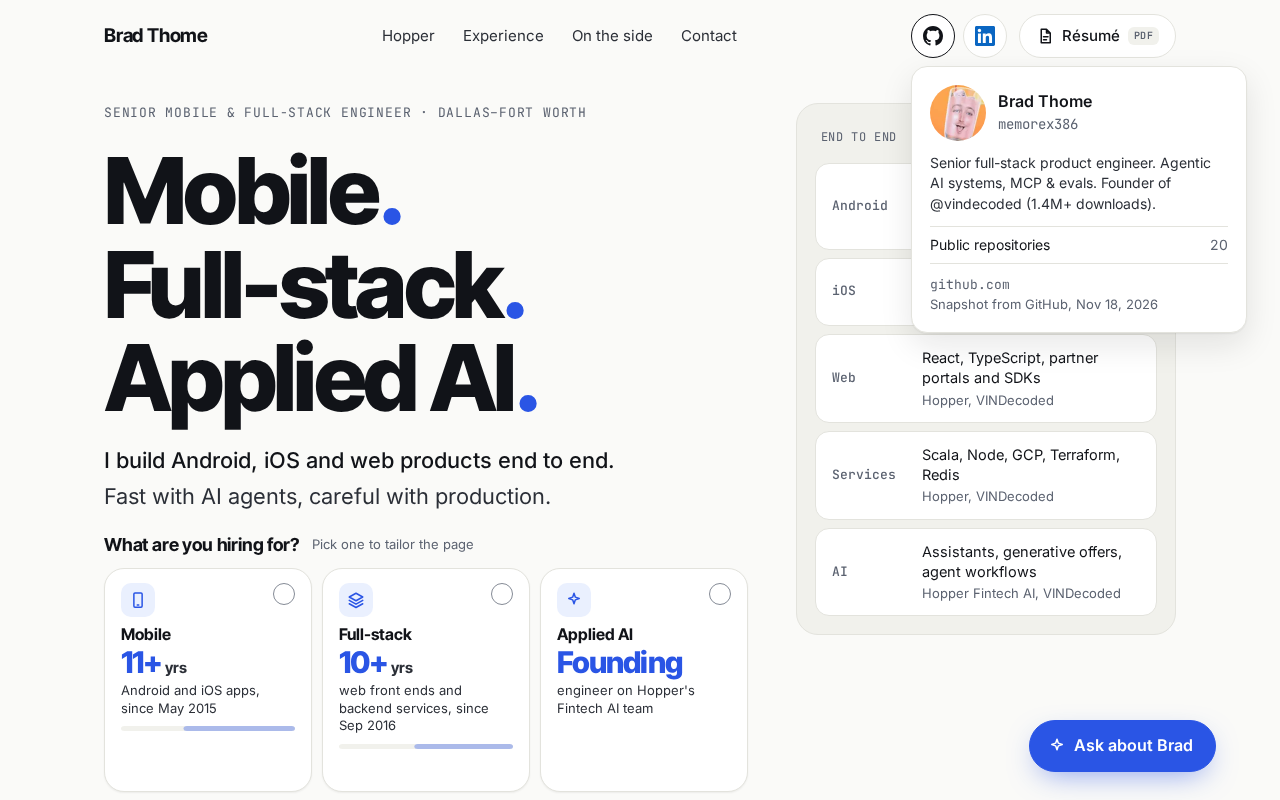 Brad Thome
Hopper
Experience
On the side
Contact
Résumé PDF
SENIOR MOBILE & FULL-STACK ENGINEER · DALLAS–FORT WORTH
Mobile.
Full-stack.
Applied AI.
I build Android, iOS and web products end to end.
Fast with AI agents, careful with production.
What are you hiring for? Pick one to tailor the page
Mobile
11+ yrs
Android and iOS apps,
since May 2015
Full-stack
10+ yrs
web front ends and
backend services, since
Sep 2016
Applied AI
Founding
engineer on Hopper's
Fintech AI team
END TO END
Android
iOS
Web
React, TypeScript, partner
portals and SDKs
Hopper, VINDecoded
Services
Scala, Node, GCP, Terraform,
Redis
Hopper, VINDecoded
AI
Assistants, generative offers,
agent workflows
Hopper Fintech AI, VINDecoded
Brad Thome
memorex386
Senior full-stack product engineer. Agentic
AI systems, MCP & evals. Founder of
@vindecoded (1.4M+ downloads).
Public repositories 20
github.com
Snapshot from GitHub, Nov 18, 2026
Ask about Brad